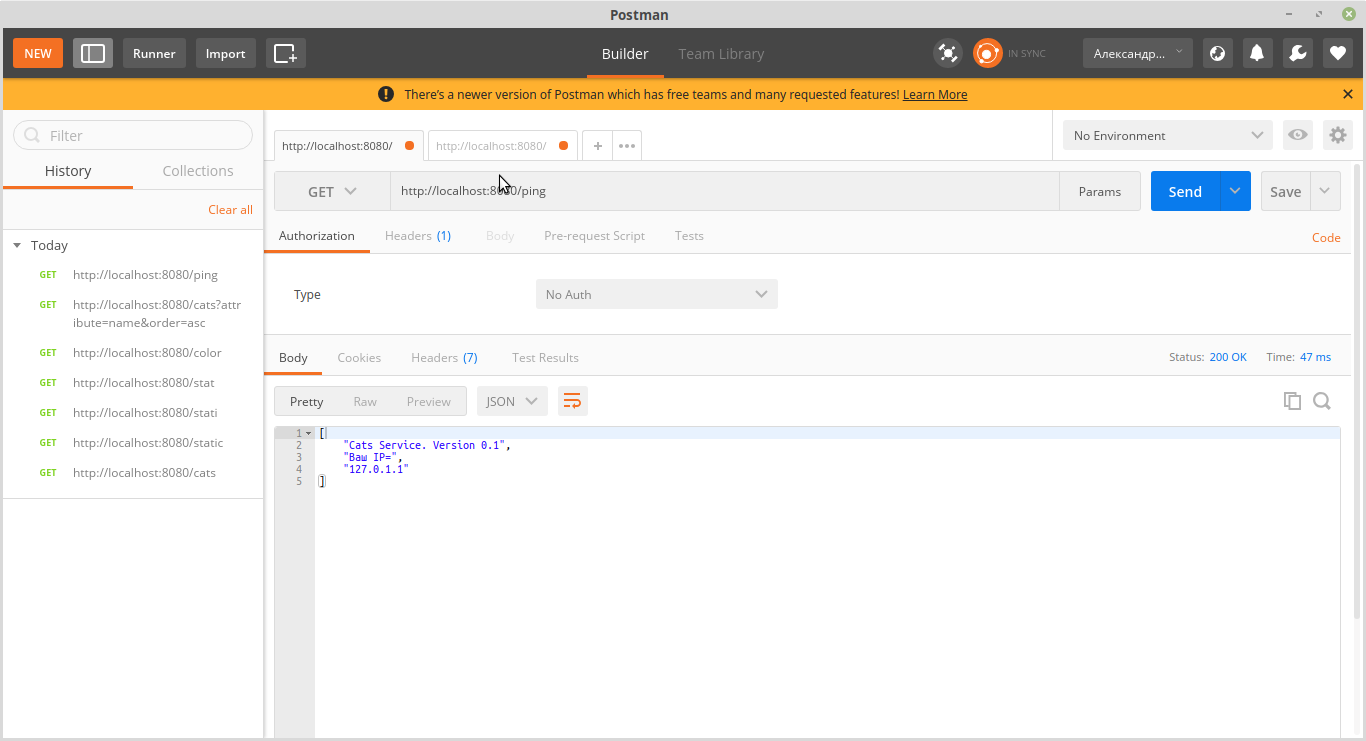 Postman
NEW
Runner
Import
Builder
Team Library
IN SYNC
Александр...
There's a newer version of Postman which has free teams and many requested features! Learn More
Filter
History
Collections
Clear all
Today
GET http://localhost:8080/ping
GET http://localhost:8080/cats?attr
ibute=name&order=asc
GET http://localhost:8080/color
GET http://localhost:8080/stat
GET http://localhost:8080/stati
GET http://localhost:8080/static
GET http://localhost:8080/cats
http://localhost:8080/
http://localhost:8080/
No Environment
GET
http://localhost:8080/ping
Params
Send
Save
Authorization
Headers (1)
Body
Pre-request Script
Tests
Code
Type
No Auth
Body
Cookies
Headers (7)
Test Results
Status: 200 OK
Time: 47 ms
Pretty
Raw
Preview
JSON
1 [
2 "Cats Service. Version 0.1",
3 "Ваш IP=",
4 "127.0.1.1"
5 ]